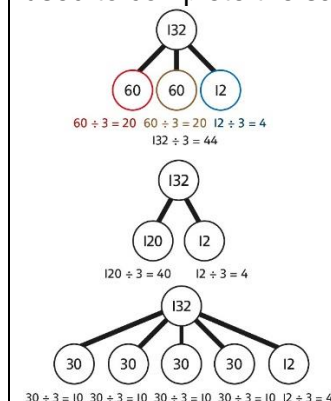 132
60 60 12
60 ÷ 3 = 20 60 ÷ 3 = 20 12 ÷ 3 = 4
132 ÷ 3 = 44
132
120 12
120 ÷ 3 = 40 12 ÷ 3 = 4
132
30 30 30 30 12
30 ÷ 3 = 10 30 ÷ 3 = 10 30 ÷ 3 = 10 30 ÷ 3 = 10 12 ÷ 3 = 4